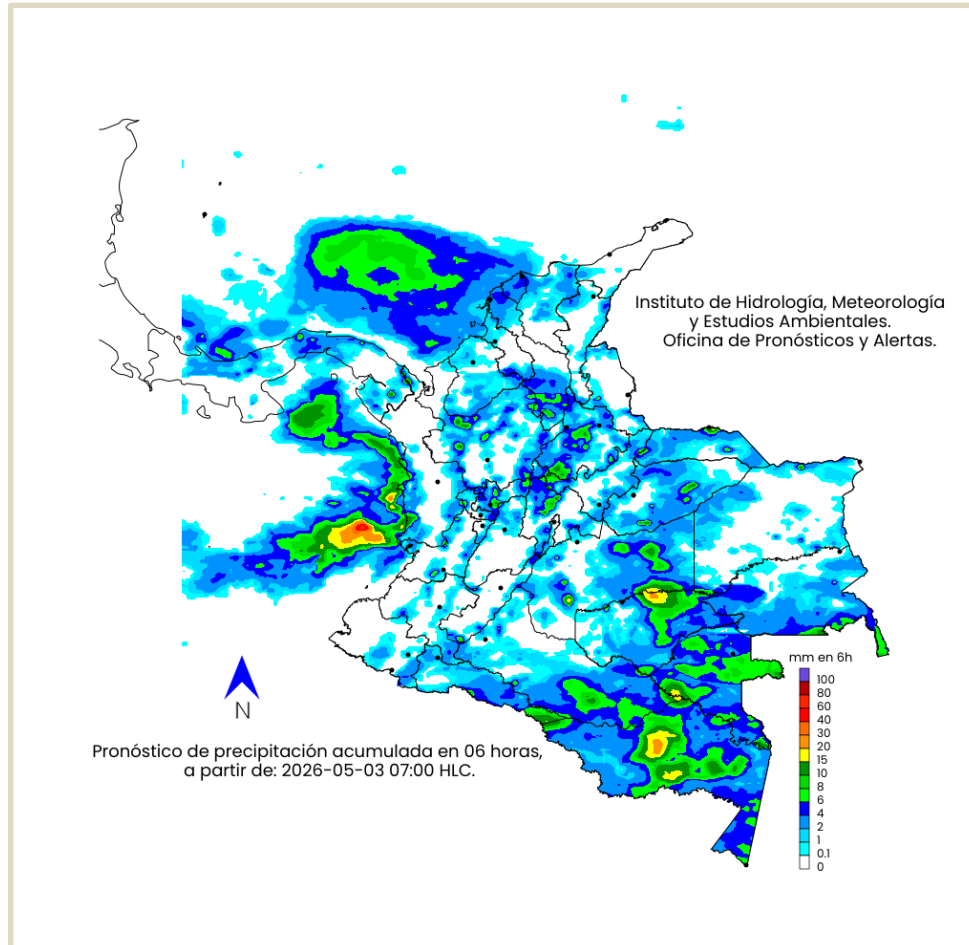 Instituto de Hidrología, Meteorología
y Estudios Ambientales.
Oficina de Pronósticos y Alertas.
N
Pronóstico de precipitación acumulada en 06 horas,
a partir de: 2026-05-03 07:00 HLC.
mm en 6h
100
80
60
40
30
20
15
10
8
6
4
2
1
0.1
0